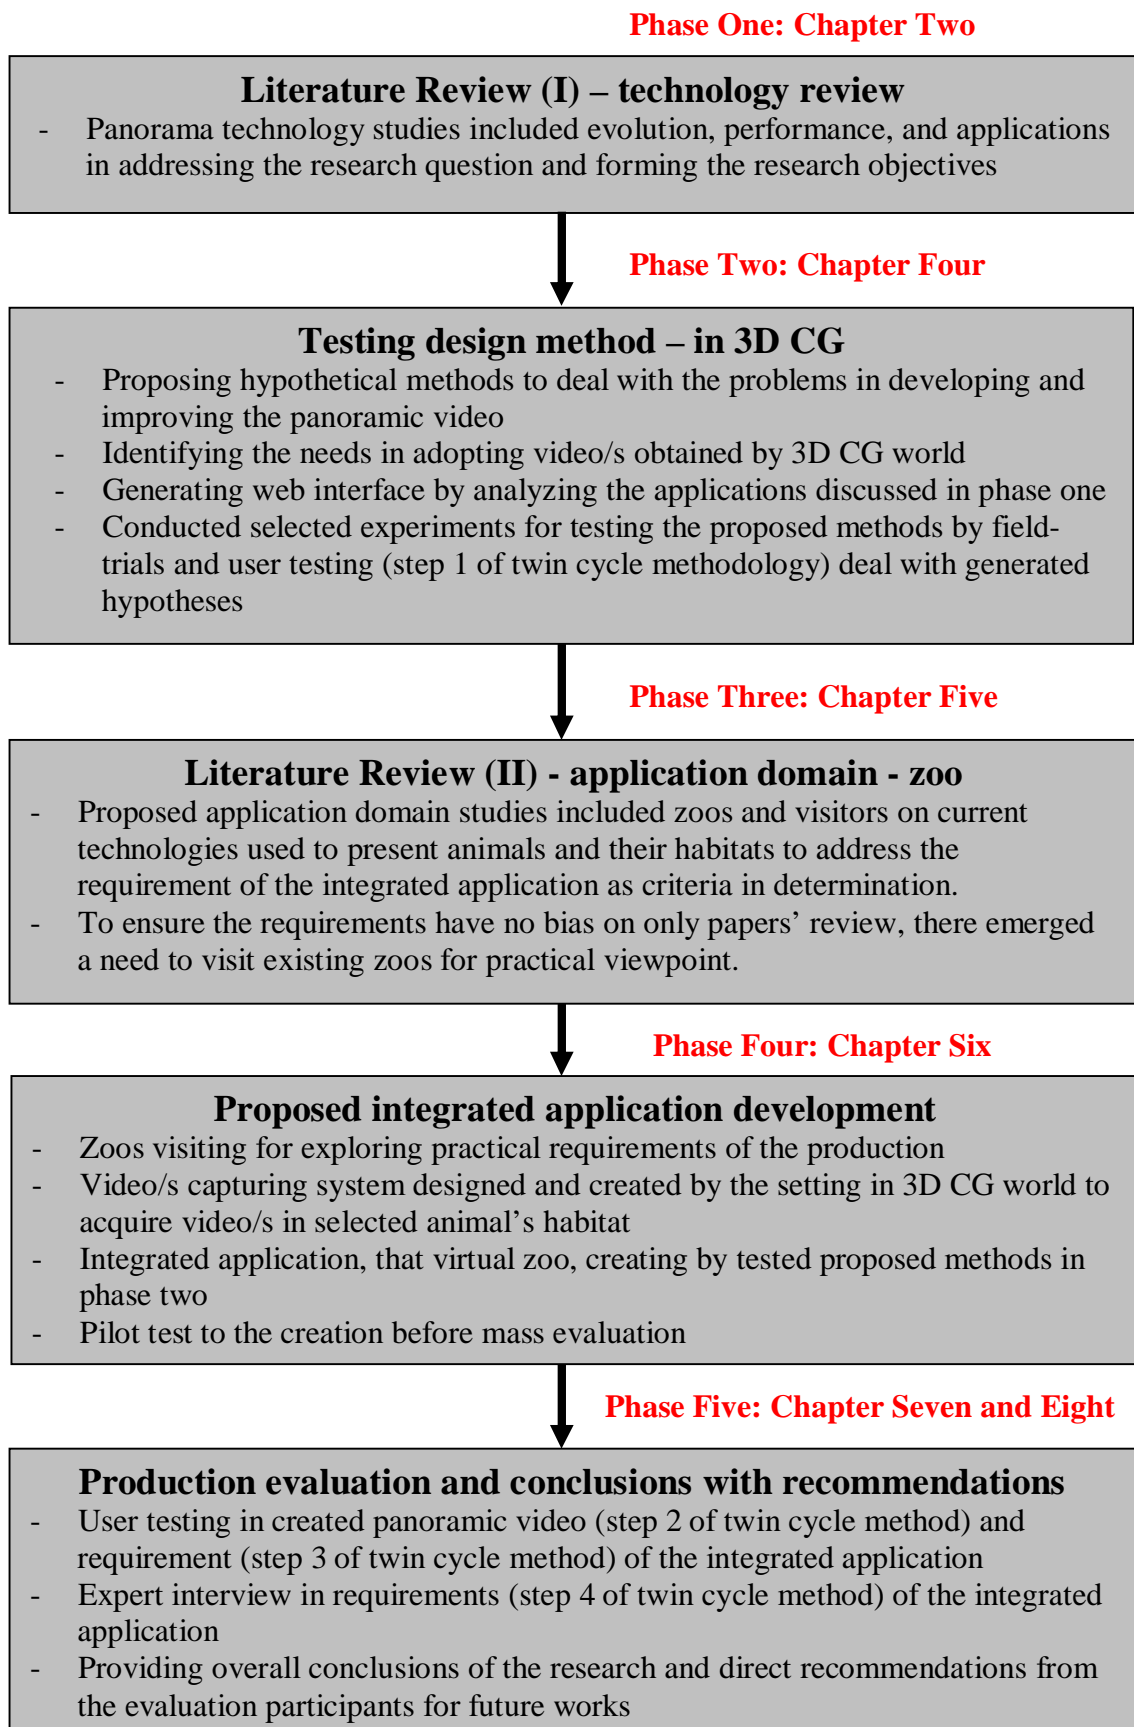 Phase One: Chapter Two
Literature Review (I) – technology review
- Panorama technology studies included evolution, performance, and applications
in addressing the research question and forming the research objectives
Phase Two: Chapter Four
Testing design method – in 3D CG
- Proposing hypothetical methods to deal with the problems in developing and
improving the panoramic video
- Identifying the needs in adopting video/s obtained by 3D CG world
- Generating web interface by analyzing the applications discussed in phase one
- Conducted selected experiments for testing the proposed methods by field-
trials and user testing (step 1 of twin cycle methodology) deal with generated
hypotheses
Phase Three: Chapter Five
Literature Review (II) - application domain - zoo
- Proposed application domain studies included zoos and visitors on current
technologies used to present animals and their habitats to address the
requirement of the integrated application as criteria in determination.
- To ensure the requirements have no bias on only papers’ review, there emerged
a need to visit existing zoos for practical viewpoint.
Phase Four: Chapter Six
Proposed integrated application development
- Zoos visiting for exploring practical requirements of the production
- Video/s capturing system designed and created by the setting in 3D CG world to
acquire video/s in selected animal’s habitat
- Integrated application, that virtual zoo, creating by tested proposed methods in
phase two
- Pilot test to the creation before mass evaluation
Phase Five: Chapter Seven and Eight
Production evaluation and conclusions with recommendations
- User testing in created panoramic video (step 2 of twin cycle method) and
requirement (step 3 of twin cycle method) of the integrated application
- Expert interview in requirements (step 4 of twin cycle method) of the integrated
application
- Providing overall conclusions of the research and direct recommendations from
the evaluation participants for future works